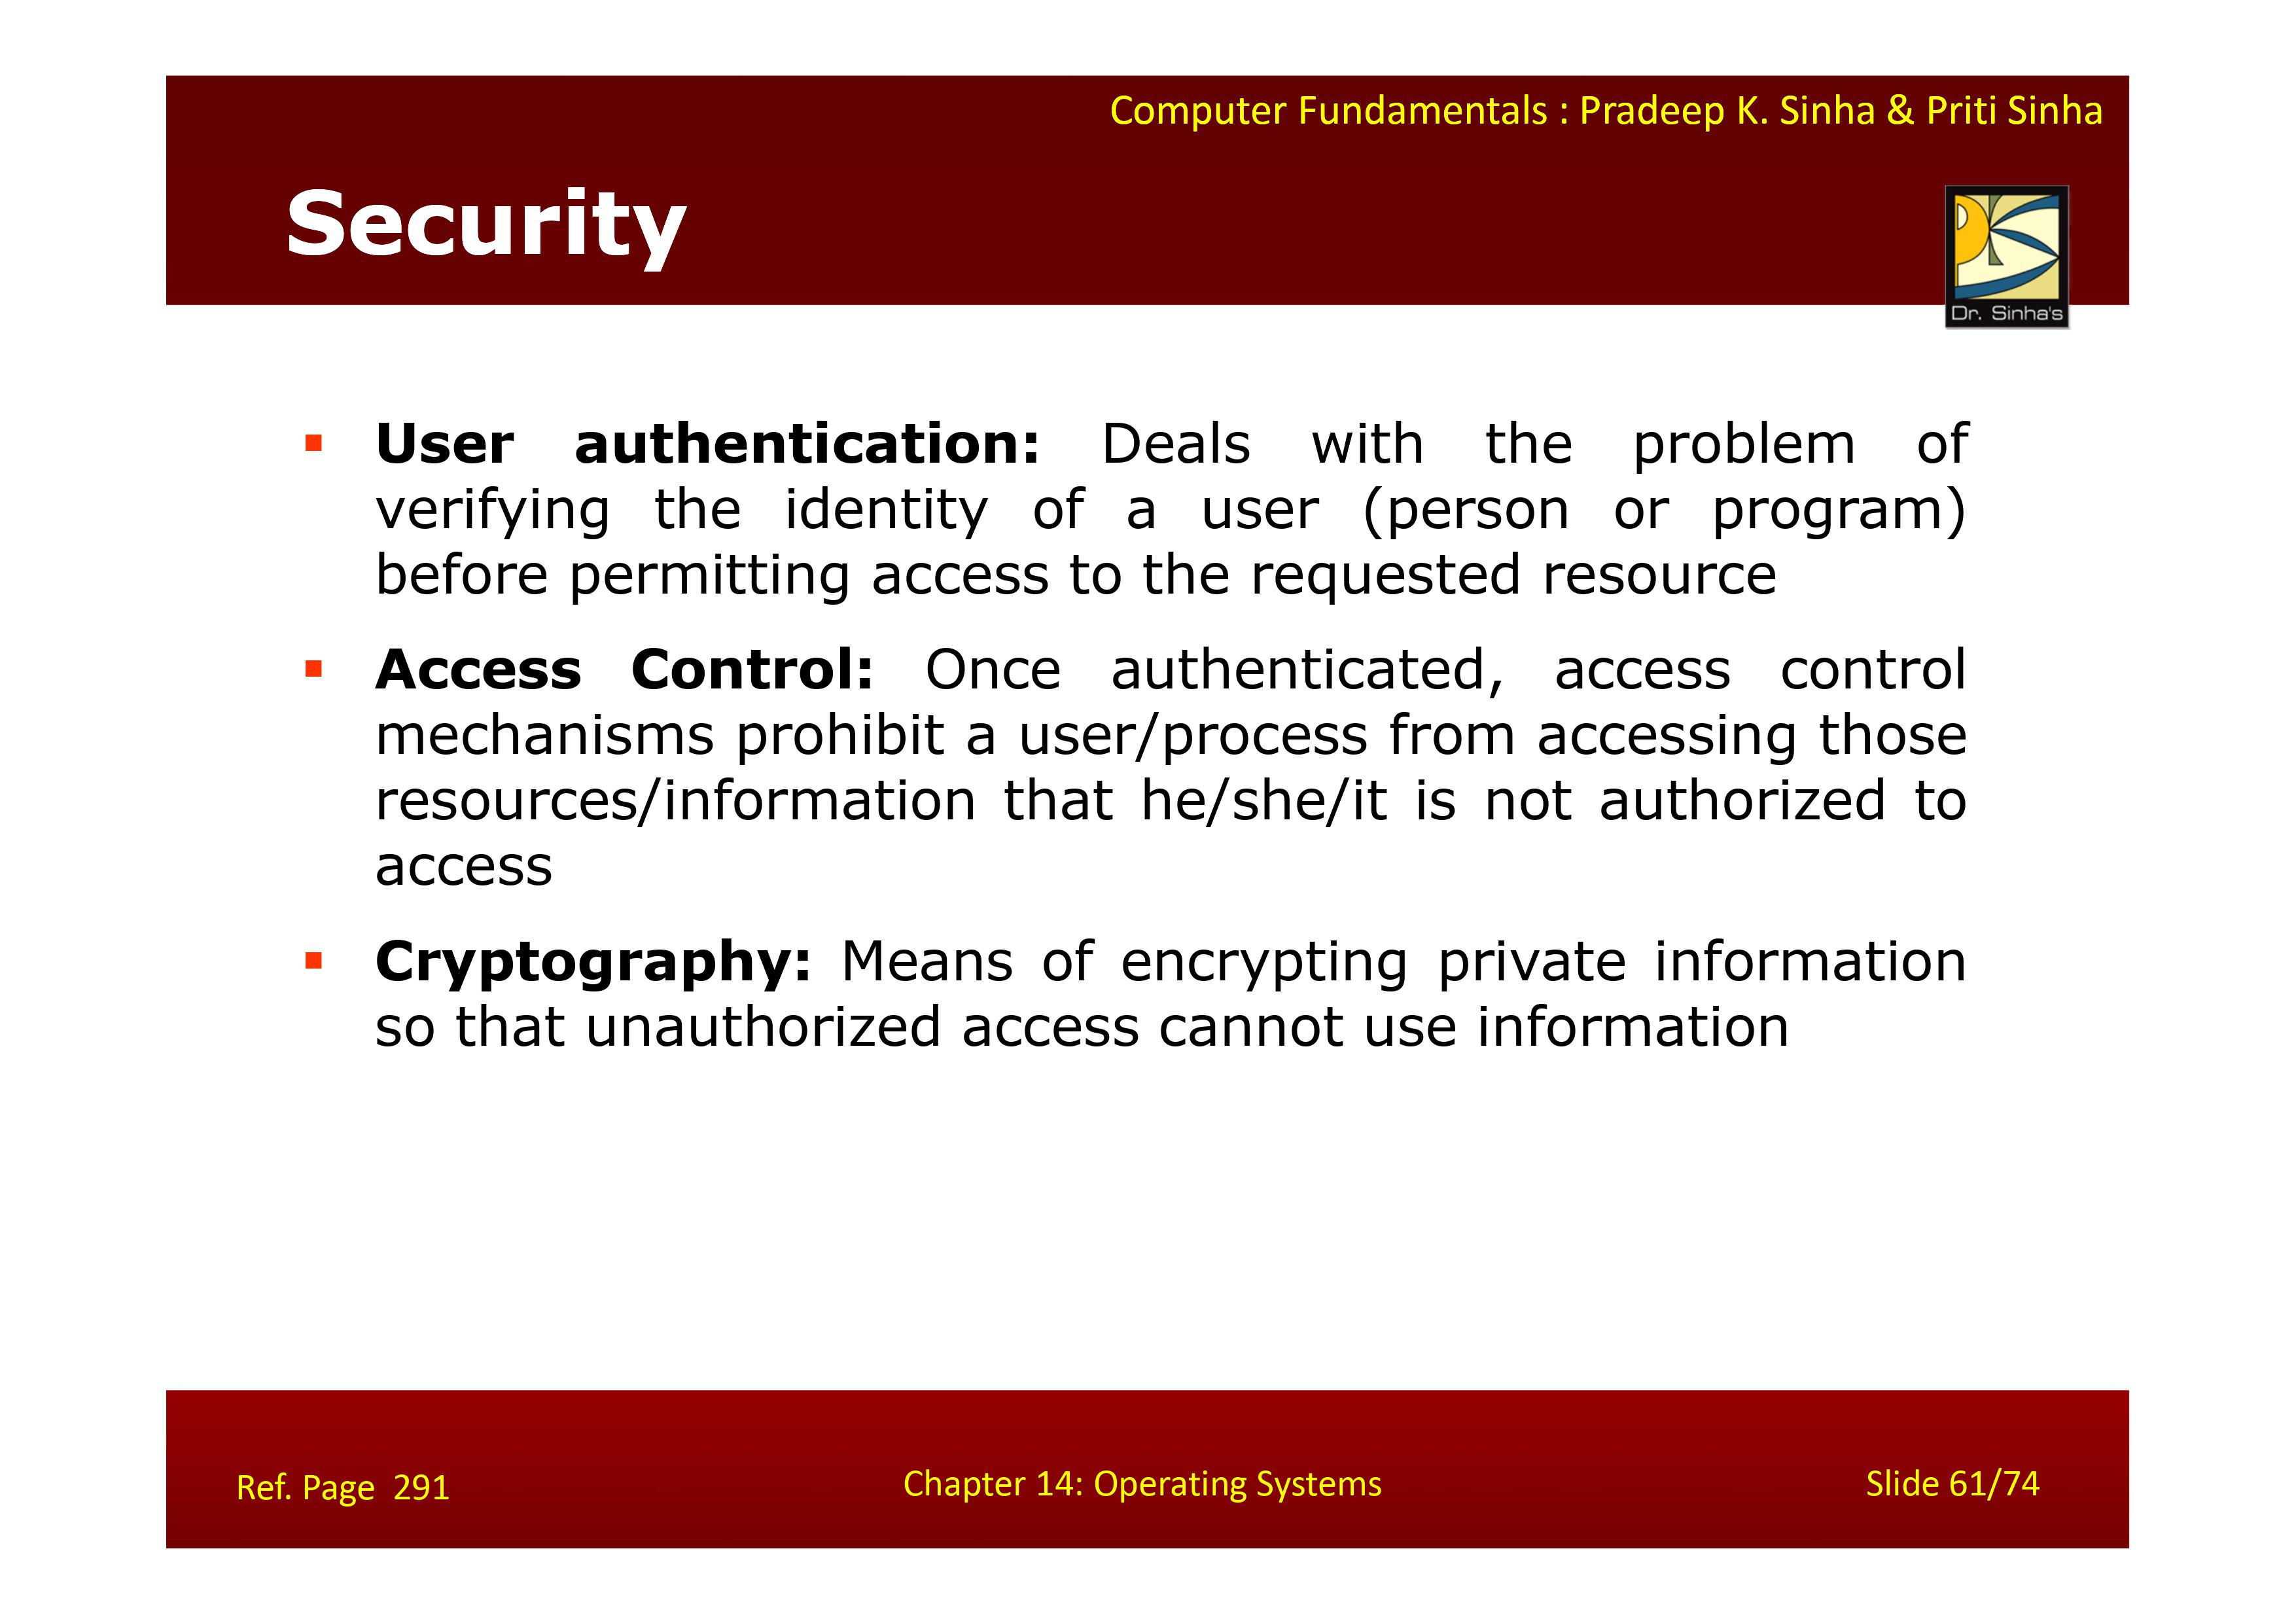 Computer Fundamentals : Pradeep K. Sinha & Priti Sinha
Security
Dr. Sinha's
▪ User authentication: Deals with the problem of
verifying the identity of a user (person or program)
before permitting access to the requested resource
▪ Access Control: Once authenticated, access control
mechanisms prohibit a user/process from accessing those
resources/information that he/she/it is not authorized to
access
▪ Cryptography: Means of encrypting private information
so that unauthorized access cannot use information
Ref. Page 291
Chapter 14: Operating Systems
Slide 61/74